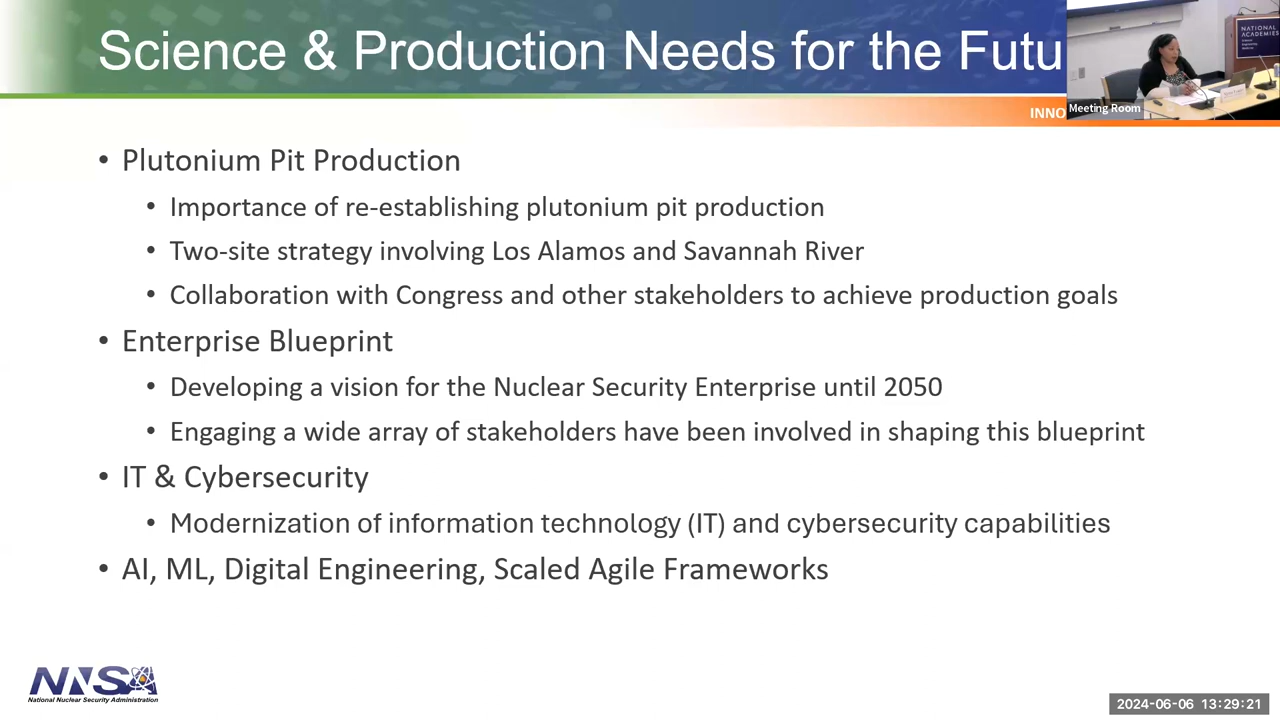 Science & Production Needs for the Futu
INNO
NATIONAL
ACADEMIES
Meeting Room
• Plutonium Pit Production
• Importance of re-establishing plutonium pit production
• Two-site strategy involving Los Alamos and Savannah River
• Collaboration with Congress and other stakeholders to achieve production goals
• Enterprise Blueprint
• Developing a vision for the Nuclear Security Enterprise until 2050
• Engaging a wide array of stakeholders have been involved in shaping this blueprint
• IT & Cybersecurity
• Modernization of information technology (IT) and cybersecurity capabilities
• AI, ML, Digital Engineering, Scaled Agile Frameworks
NNSA
National Nuclear Security Administration
2024-06-06 13:29:21